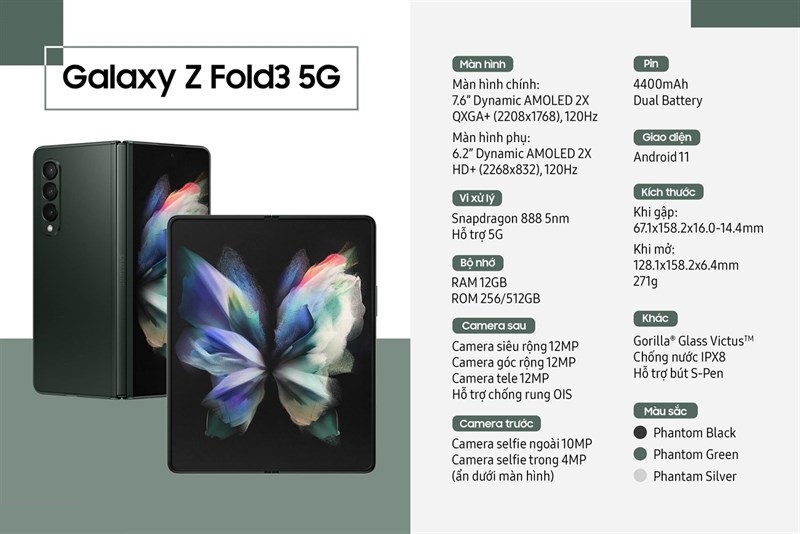 Galaxy Z Fold3 5G
Màn hình
Màn hình chính:
7.6” Dynamic AMOLED 2X
QXGA+ (2208x1768), 120Hz
Màn hình phụ:
6.2” Dynamic AMOLED 2X
HD+ (2268x832), 120Hz
Vi xử lý
Snapdragon 888 5nm
Hỗ trợ 5G
Bộ nhớ
RAM 12GB
ROM 256/512GB
Camera sau
Camera siêu rộng 12MP
Camera góc rộng 12MP
Camera tele 12MP
Hỗ trợ chống rung OIS
Camera trước
Camera selfie ngoài 10MP
Camera selfie trong 4MP
(ẩn dưới màn hình)
Pin
4400mAh
Dual Battery
Giao diện
Android 11
Kích thước
Khi gập:
67.1x158.2x16.0-14.4mm
Khi mở:
128.1x158.2x6.4mm
271g
Khác
Gorilla® Glass Victus™
Chống nước IPX8
Hỗ trợ bút S-Pen
Màu sắc
Phantom Black
Phantom Green
Phantam Silver